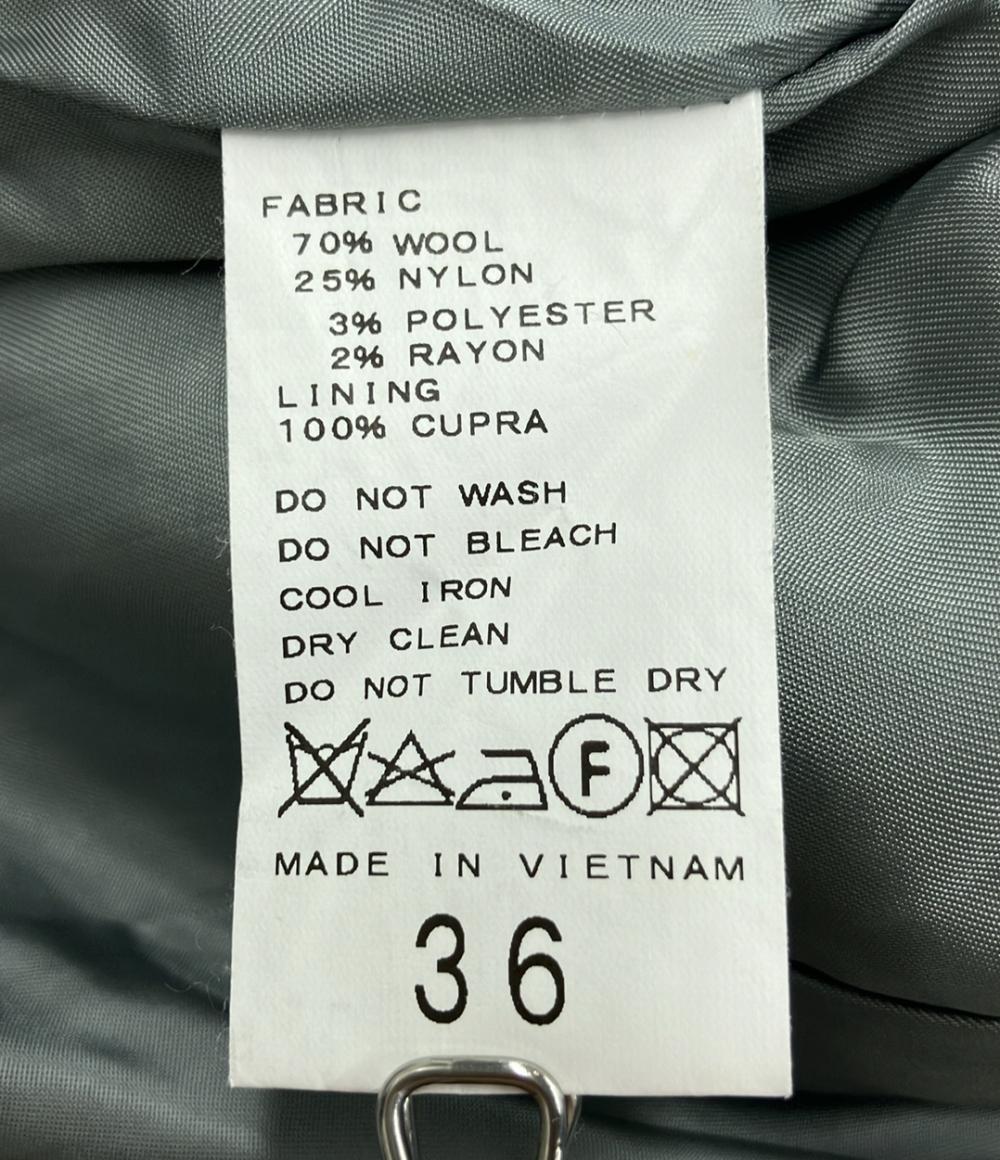 FABRIC
70% WOOL
25% NYLON
3% POLYESTER
2% RAYON
LINING
100% CUPRA
DO NOT WASH
DO NOT BLEACH
COOL IRON
DRY CLEAN
DO NOT TUMBLE DRY
F
MADE IN VIETNAM
36